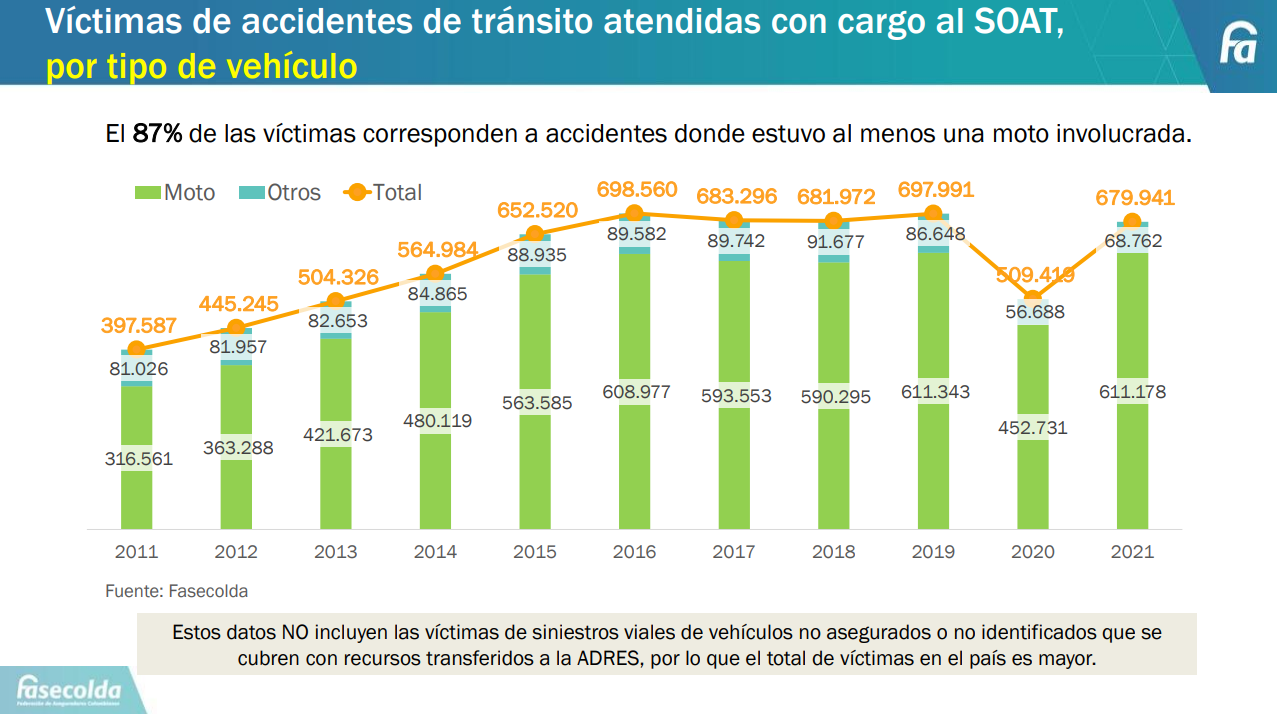 Víctimas de accidentes de tránsito atendidas con cargo al SOAT,
por tipo de vehículo
Fa
El 87% de las víctimas corresponden a accidentes donde estuvo al menos una moto involucrada.
Moto Otros Total
397.587 445.245 504.326 564.984 652.520 698.560 683.296 681.972 697.991 509.419 679.941
81.026 81.957 82.653 84.865 88.935 89.582 89.742 91.677 86.648 56.688 68.762
316.561 363.288 421.673 480.119 563.585 608.977 593.553 590.295 611.343 452.731 611.178
2011 2012 2013 2014 2015 2016 2017 2018 2019 2020 2021
Fuente: Fasecolda
Estos datos NO incluyen las víctimas de siniestros viales de vehículos no asegurados o no identificados que se
cubren con recursos transferidos a la ADRES, por lo que el total de víctimas en el país es mayor.
fasecolda
Federación de Aseguradores Colombianos